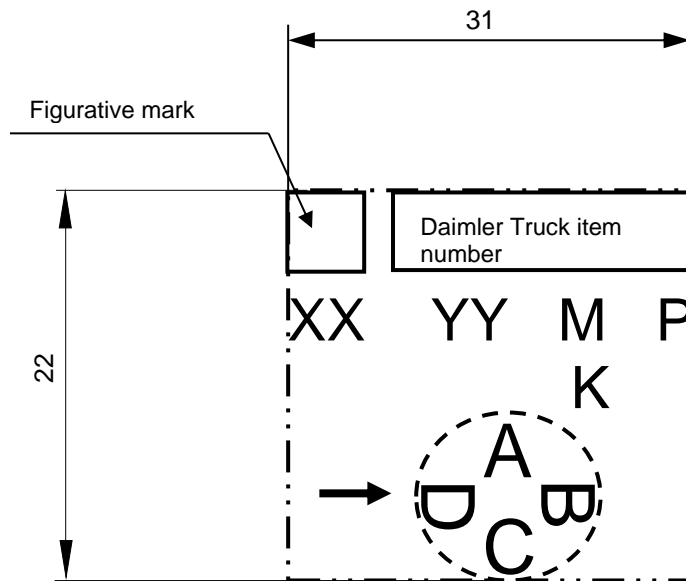 31
Figurative mark
Daimler Truck item
number
XX YY M P
22
K
A
D B
C